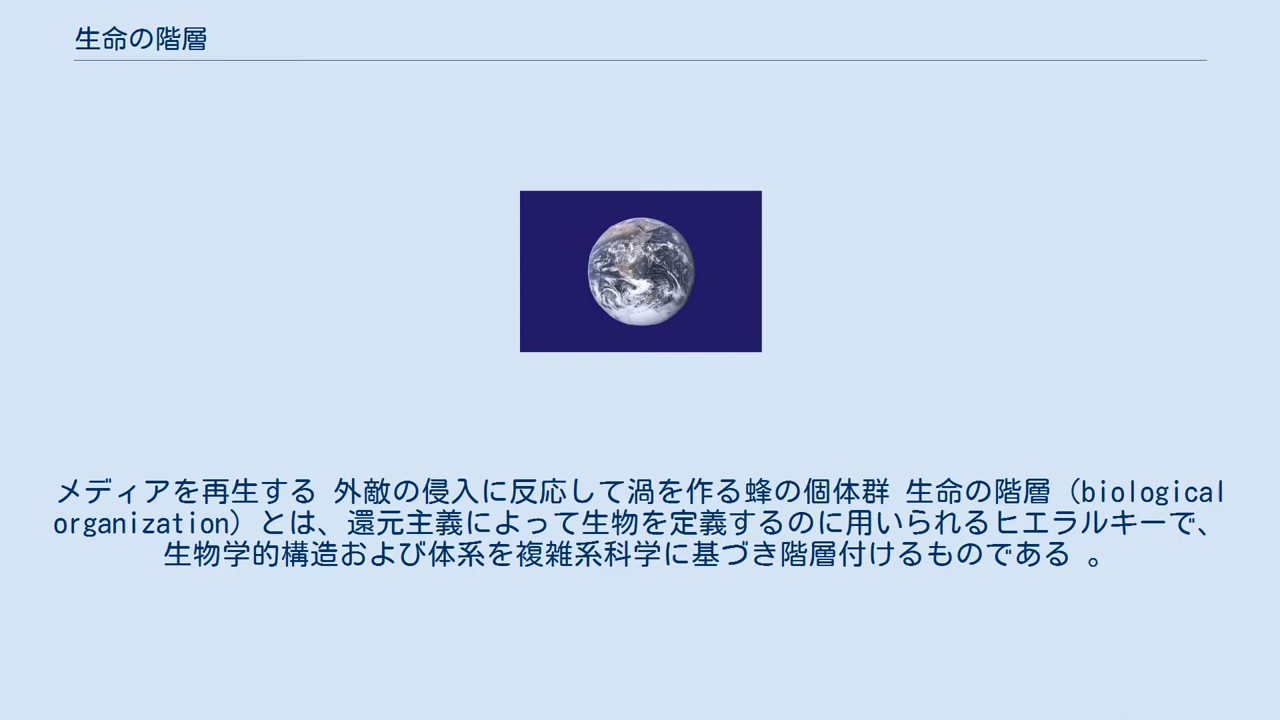 生命の階層
メディアを再生する 外敵の侵入に反応して渦を作る蜂の個体群 生命の階層（biological
organization）とは、還元主義によって生物を定義するのに用いられるヒエラルキーで、
生物学的構造および体系を複雑系科学に基づき階層付けるものである 。